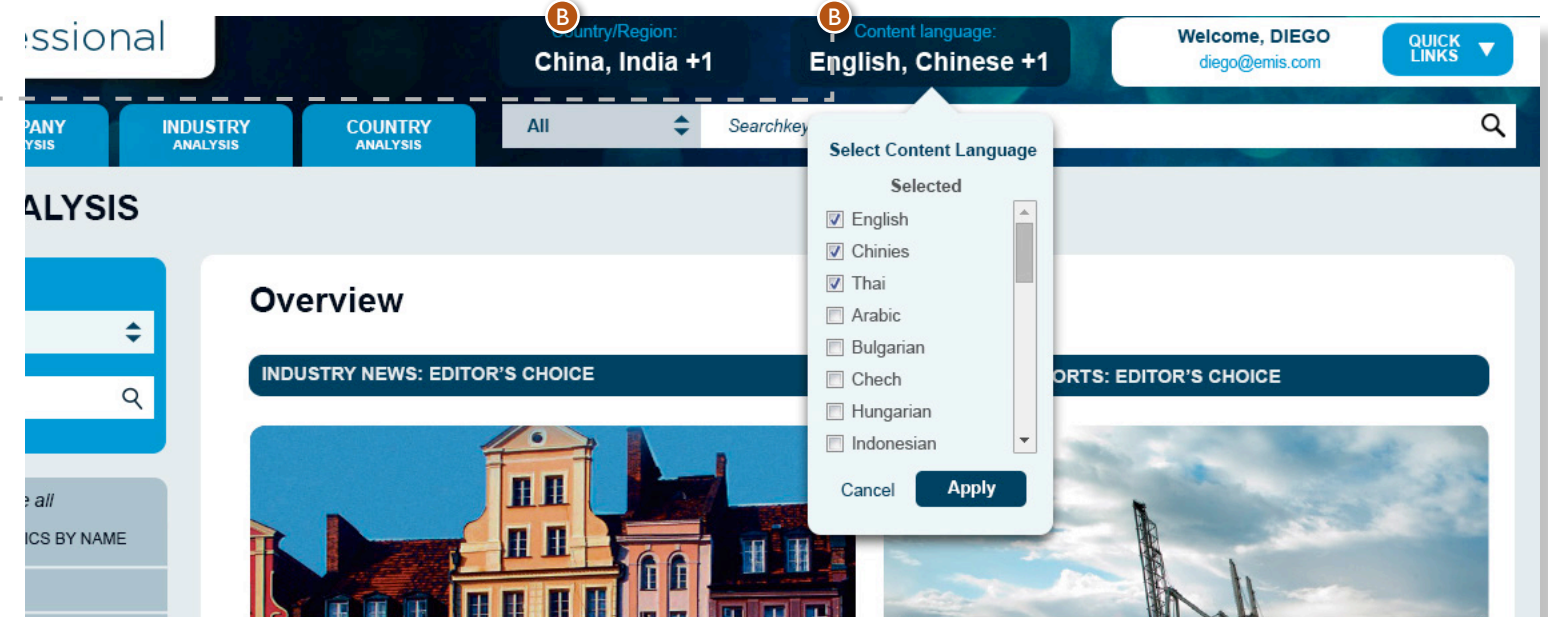 ssional
B
Country/Region:
China, India +1
B
Content language:
English, Chinese +1
Welcome, DIEGO
diego@emis.com
QUICK
LINKS
PANY
YSIS
INDUSTRY
ANALYSIS
COUNTRY
ANALYSIS
All
Searchkey
Select Content Language
Selected
English
Chinies
Thai
Arabic
Bulgarian
Chech
Hungarian
Indonesian
Cancel
Apply
ALYSIS
Overview
INDUSTRY NEWS: EDITOR'S CHOICE
ORTS: EDITOR'S CHOICE
e all
ICS BY NAME